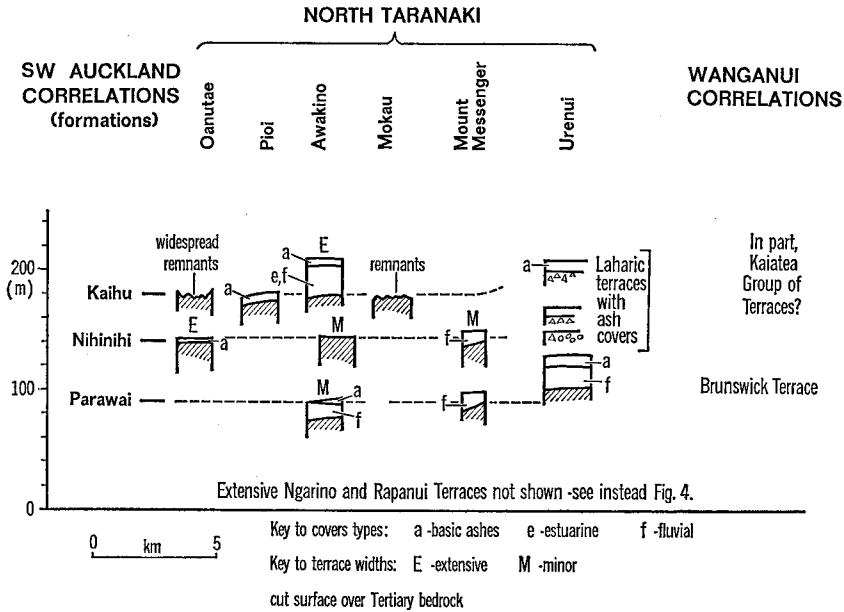 NORTH TARANAKI
SW AUCKLAND
CORRELATIONS
(formations)
Oanutae
Pioi
Awakino
Mokau
Mount
Messenger
Urenui
WANGANUI
CORRELATIONS
widespread
remnants
a
E
e,f
remnants
a
Laharic
terraces
with
ash
covers
In part,
Kaiatea
Group of
Terraces?
200
(m)
Kaihu
a
Nihinihi
E
a
M
M
f
100
Parawai
M
a
f
f
a
f
Brunswick Terrace
Extensive Ngarino and Rapanui Terraces not shown -see instead Fig. 4.
0
0 km 5
Key to covers types: a -basic ashes e -estuarine f -fluvial
Key to terrace widths: E -extensive M -minor
cut surface over Tertiary bedrock